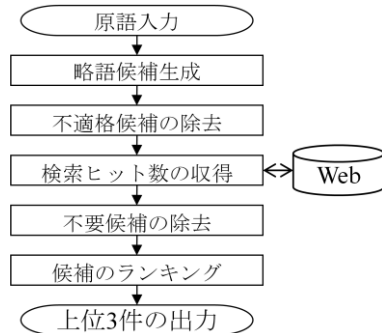 原語入力
略語候補生成
不適格候補の除去
検索ヒット数の収得
Web
不要候補の除去
候補のランキング
上位3件の出力